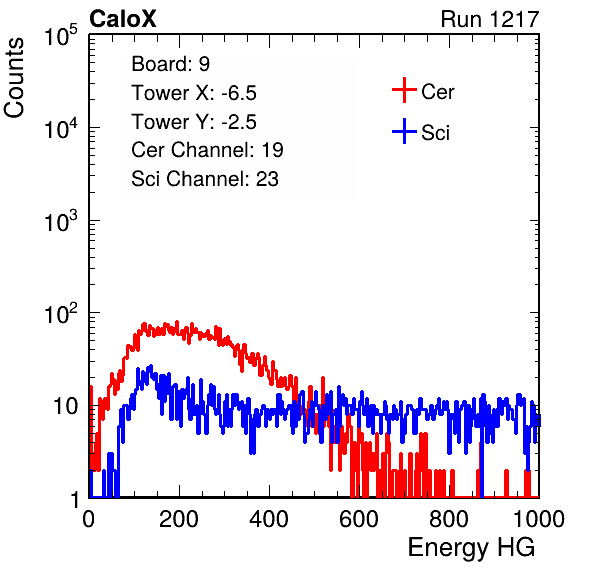 CaloX Run 1217
Counts
10^5
10^4
10^3
10^2
10
1
Board: 9
Tower X: -6.5
Tower Y: -2.5
Cer Channel: 19
Sci Channel: 23
Cer
Sci
0 200 400 600 800 1000
Energy HG